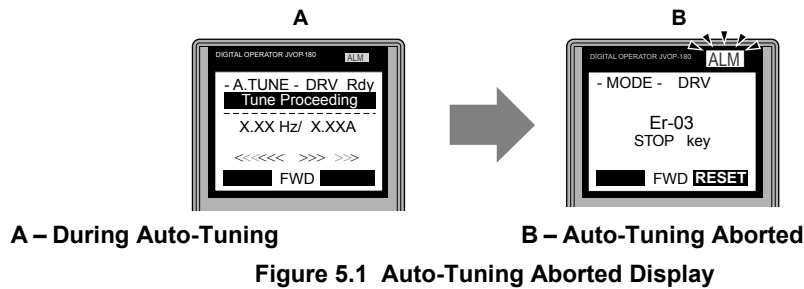 A
DIGITAL OPERATOR JVOP-180 ALM
- A.TUNE - DRV Rdy
Tune Proceeding
X.XX Hz/ X.XXA
<<<<<< >>> >>>
FWD
B
DIGITAL OPERATOR JVOP-180 ALM
- MODE - DRV
Er-03
STOP key
FWD RESET
A – During Auto-Tuning
B – Auto-Tuning Aborted
Figure 5.1 Auto-Tuning Aborted Display